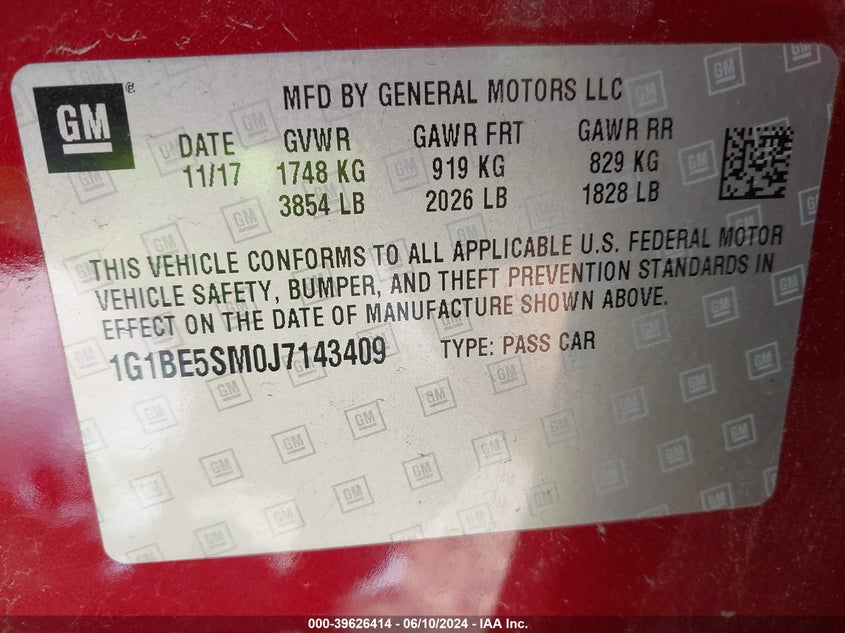 GM
MFD BY GENERAL MOTORS LLC
DATE GVWR GAWR FRT GAWR RR
11/17 1748 KG 919 KG 829 KG
3854 LB 2026 LB 1828 LB
THIS VEHICLE CONFORMS TO ALL APPLICABLE U.S. FEDERAL MOTOR
VEHICLE SAFETY, BUMPER, AND THEFT PREVENTION STANDARDS IN
EFFECT ON THE DATE OF MANUFACTURE SHOWN ABOVE.
1G1BE5SM0J7143409 TYPE: PASS CAR
000-39626414 - 06/10/2024 - IAA Inc.